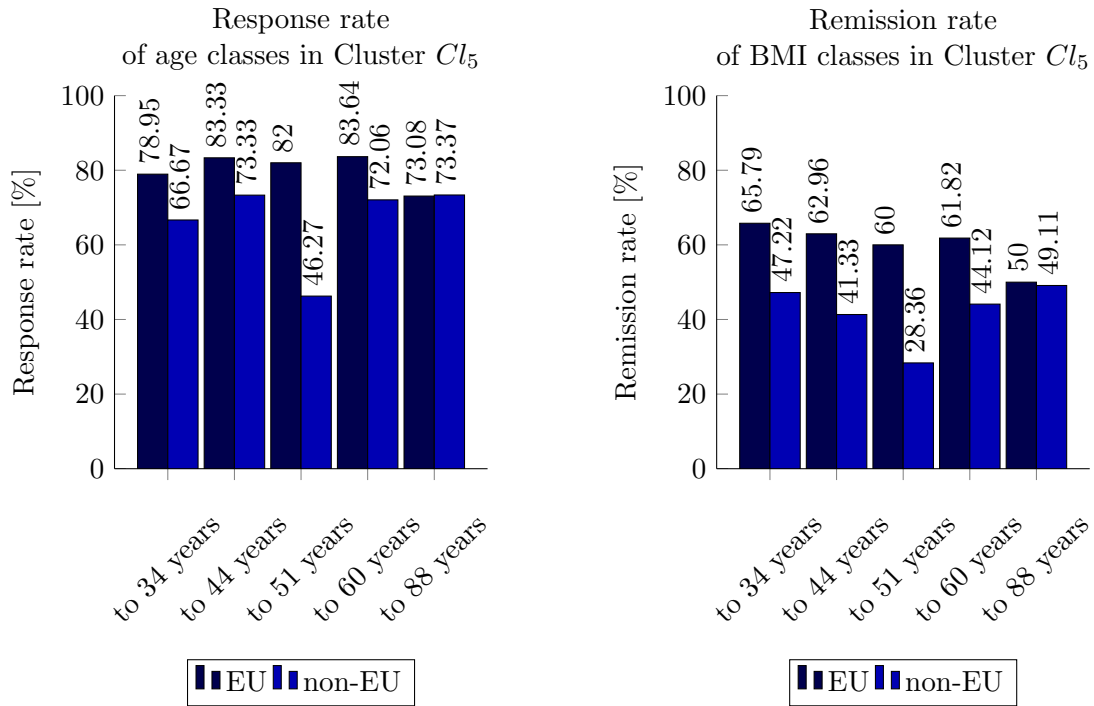 Response rate
of age classes in Cluster Cl5
Response rate [%]
100
80
60
40
20
0
78.95
66.67
83.33
73.33
82
46.27
83.64
72.06
73.08
73.37
to 34 years
to 44 years
to 51 years
to 60 years
to 88 years
EU non-EU
Remission rate
of BMI classes in Cluster Cl5
Remission rate [%]
100
80
60
40
20
0
65.79
47.22
62.96
41.33
60
28.36
61.82
44.12
50
49.11
to 34 years
to 44 years
to 51 years
to 60 years
to 88 years
EU non-EU